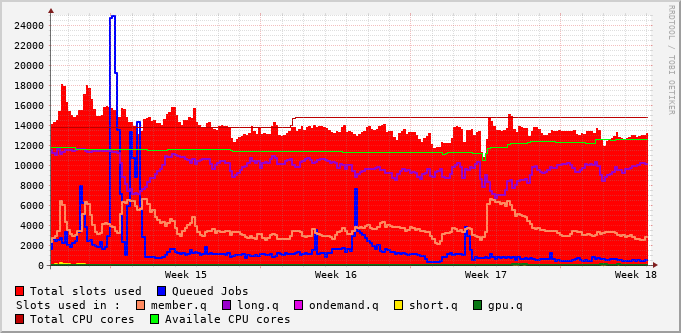 RRDTOOL / TOBI OETIKER
24000
22000
20000
18000
16000
14000
12000
10000
8000
6000
4000
2000
0
Week 15 Week 16 Week 17 Week 18
Total slots used Queued Jobs
Slots used in : member.q long.q ondemand.q short.q gpu.q
Total CPU cores Availale CPU cores